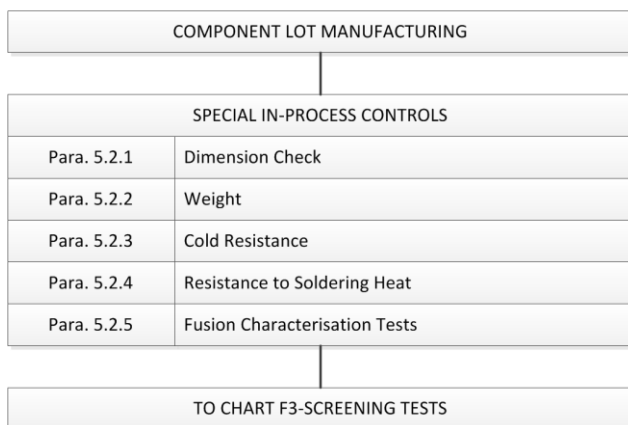 COMPONENT LOT MANUFACTURING
SPECIAL IN-PROCESS CONTROLS
Para. 5.2.1 Dimension Check
Para. 5.2.2 Weight
Para. 5.2.3 Cold Resistance
Para. 5.2.4 Resistance to Soldering Heat
Para. 5.2.5 Fusion Characterisation Tests
TO CHART F3-SCREENING TESTS